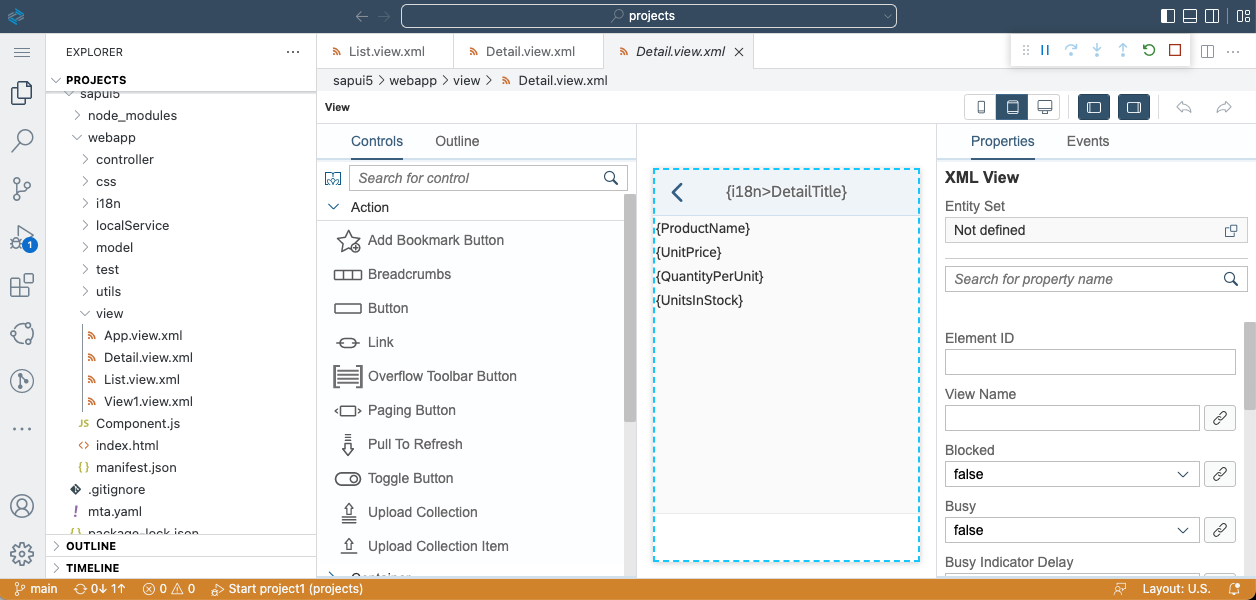 projects
EXPLORER
PROJECTS
sapui5
node_modules
webapp
controller
css
i18n
localService
model
test
utils
view
App.view.xml
Detail.view.xml
List.view.xml
View1.view.xml
JS Component.js
<> index.html
{} manifest.json
.gitignore
! mta.yaml
{} package-lock.json
OUTLINE
TIMELINE
1
List.view.xml
Detail.view.xml
Detail.view.xml
sapui5 > webapp > view > Detail.view.xml
View
Controls
Outline
Search for control
Action
Add Bookmark Button
Breadcrumbs
Button
Link
Overflow Toolbar Button
Paging Button
Pull To Refresh
Toggle Button
Upload Collection
Upload Collection Item
Container
{i18n>DetailTitle}
{ProductName}
{UnitPrice}
{QuantityPerUnit}
{UnitsInStock}
Properties
Events
XML View
Entity Set
Not defined
Search for property name
Element ID
View Name
Blocked
false
Busy
false
Busy Indicator Delay
main
0↓ 1↑
0
0
Start project1 (projects)
Layout: U.S.